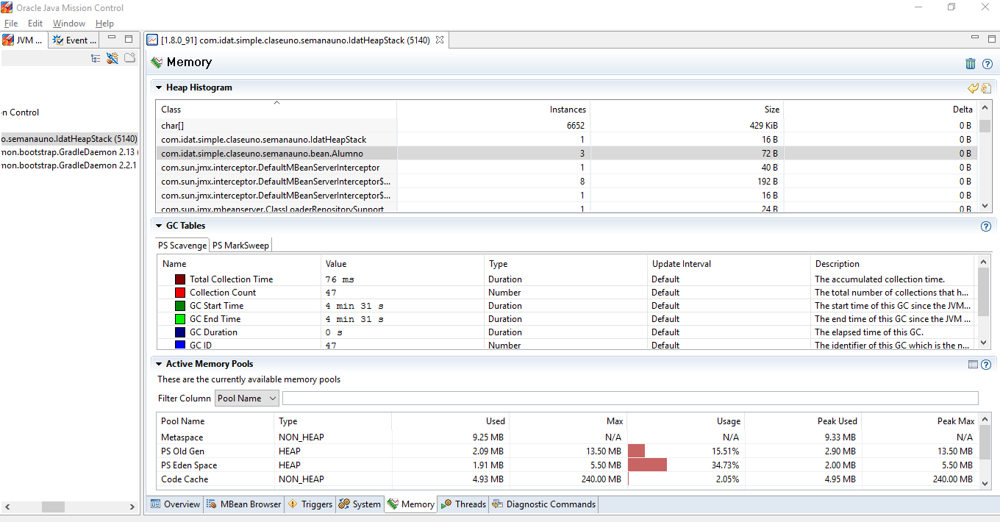 Oracle Java Mission Control
File Edit Window Help
JVM ... Event ...
[1.8.0_91] com.idat.simple.claseuno.semanauno.IdatHeapStack (5140)
n Control
o.semanauno.IdatHeapStack (5140)
mon.bootstrap.GradleDaemon 2.13 (
mon.bootstrap.GradleDaemon 2.2.1
Memory
Heap Histogram
Class Instances Size Delta
char[] 6652 429 KiB 0 B
com.idat.simple.claseuno.semanauno.IdatHeapStack 1 16 B 0 B
com.idat.simple.claseuno.semanauno.bean.Alumno 3 72 B 0 B
com.sun.jmx.interceptor.DefaultMBeanServerInterceptor 1 40 B 0 B
com.sun.jmx.interceptor.DefaultMBeanServerInterceptor$... 8 192 B 0 B
com.sun.jmx.interceptor.DefaultMBeanServerInterceptor$... 1 16 B 0 B
com.sun.jmx.mbeanserver.ClassLoaderRepositorySupport 1 24 B 0 B
GC Tables
PS Scavenge PS MarkSweep
Name Value Type Update Interval Description
Total Collection Time 76 ms Duration Default The accumulated collection time.
Collection Count 47 Number Default The total number of collections that h...
GC Start Time 4 min 31 s Duration Default The start time of this GC since the JVM...
GC End Time 4 min 31 s Duration Default The end time of this GC since the JVM ...
GC Duration 0 s Duration Default The elapsed time of this GC.
GC ID 47 Number Default The identifier of this GC which is the n...
Active Memory Pools
These are the currently available memory pools
Filter Column Pool Name
Pool Name Type Used Max Usage Peak Used Peak Max
Metaspace NON_HEAP 9.25 MB N/A N/A 9.33 MB N/A
PS Old Gen HEAP 2.09 MB 13.50 MB 15.51% 2.90 MB 13.50 MB
PS Eden Space HEAP 1.91 MB 5.50 MB 34.73% 2.00 MB 5.50 MB
Code Cache NON_HEAP 4.93 MB 240.00 MB 2.05% 4.95 MB 240.00 MB
Overview MBean Browser Triggers System Memory Threads Diagnostic Commands